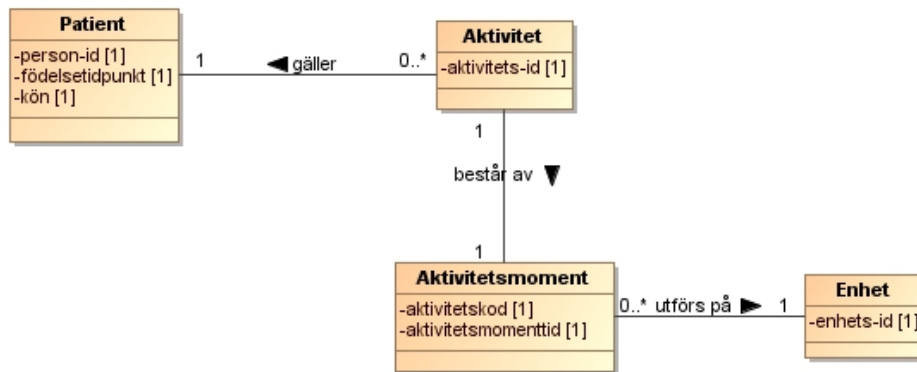 Patient
-person-id [1]
-födelsetidpunkt [1]
-kön [1]
1 gäller 0..*
Aktivitet
-aktivitets-id [1]
1
består av
1
Aktivitetsmoment
-aktivitetskod [1]
-aktivitetsmomenttid [1]
0..* utförs på 1
Enhet
-enhets-id [1]